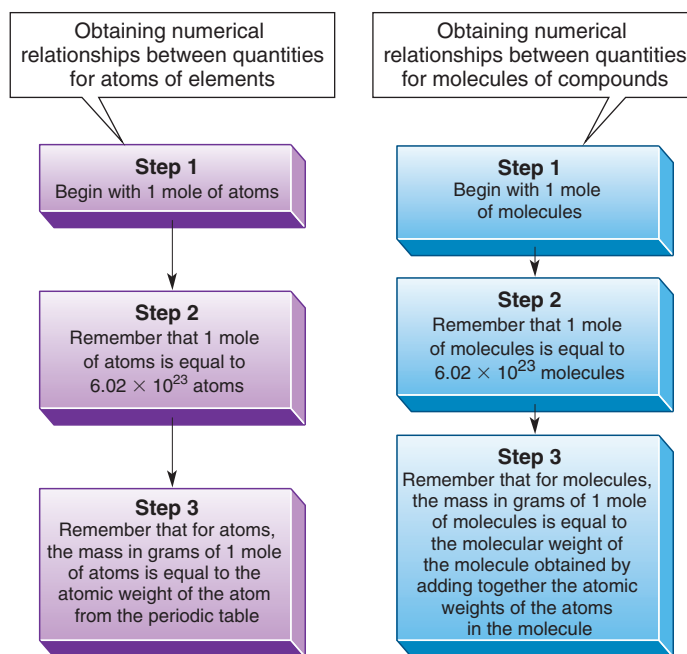 Obtaining numerical
relationships between quantities
for atoms of elements
Step 1
Begin with 1 mole of atoms
Step 2
Remember that 1 mole
of atoms is equal to
6.02 × 10²³ atoms
Step 3
Remember that for atoms,
the mass in grams of 1 mole
of atoms is equal to the
atomic weight of the atom
from the periodic table
Obtaining numerical
relationships between quantities
for molecules of compounds
Step 1
Begin with 1 mole
of molecules
Step 2
Remember that 1 mole
of molecules is equal to
6.02 × 10²³ molecules
Step 3
Remember that for molecules,
the mass in grams of 1 mole
of molecules is equal to
the molecular weight of
the molecule obtained by
adding together the atomic
weights of the atoms
in the molecule